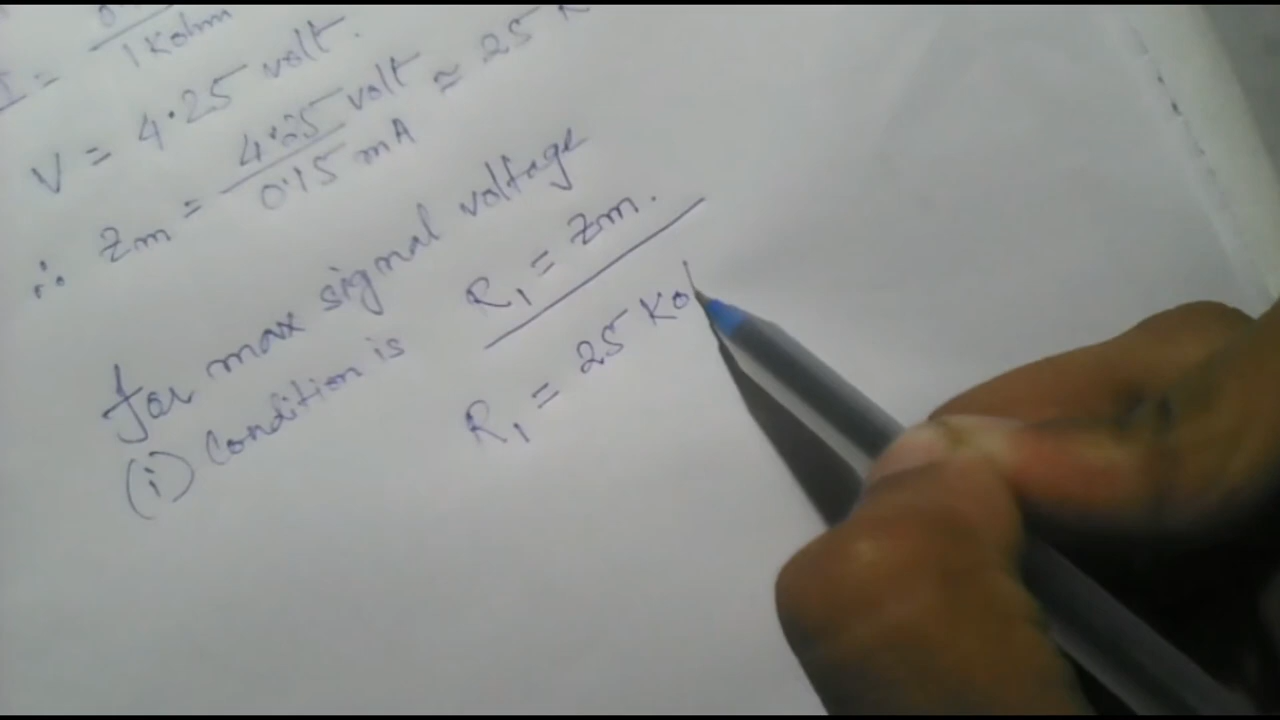 I = 0. / 1 Kohm
V = 4.25 volt.
∴ Zm = 4.25 volt / 0.15 mA ≈ 25 K
for max signal voltage
(i) condition is R1 = Zm.
R1 = 25 Ko